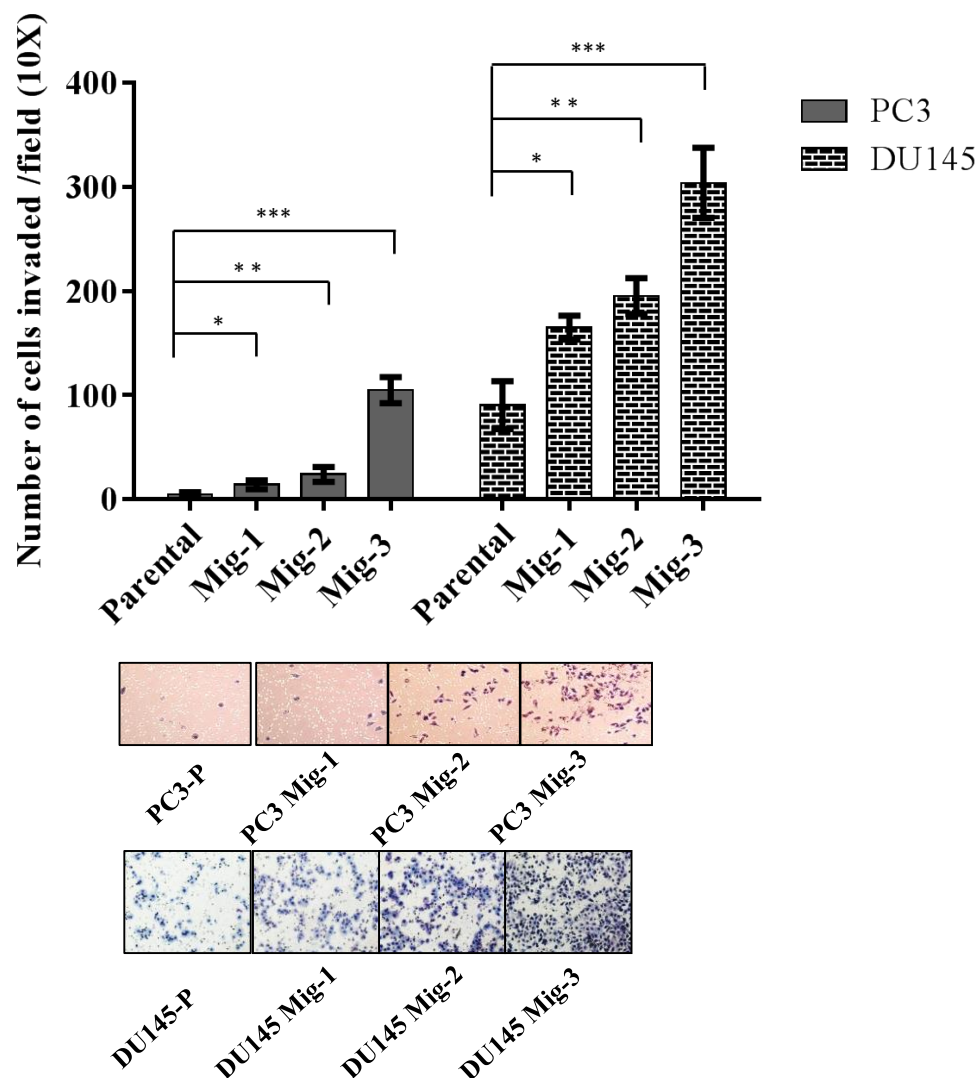 Number of cells invaded /field (10X)
400
300
200
100
0
***
* *
*
***
* *
*
PC3
DU145
Parental
Mig-1
Mig-2
Mig-3
Parental
Mig-1
Mig-2
Mig-3
PC3-P
PC3 Mig-1
PC3 Mig-2
PC3 Mig-3
DU145-P
DU145 Mig-1
DU145 Mig-2
DU145 Mig-3